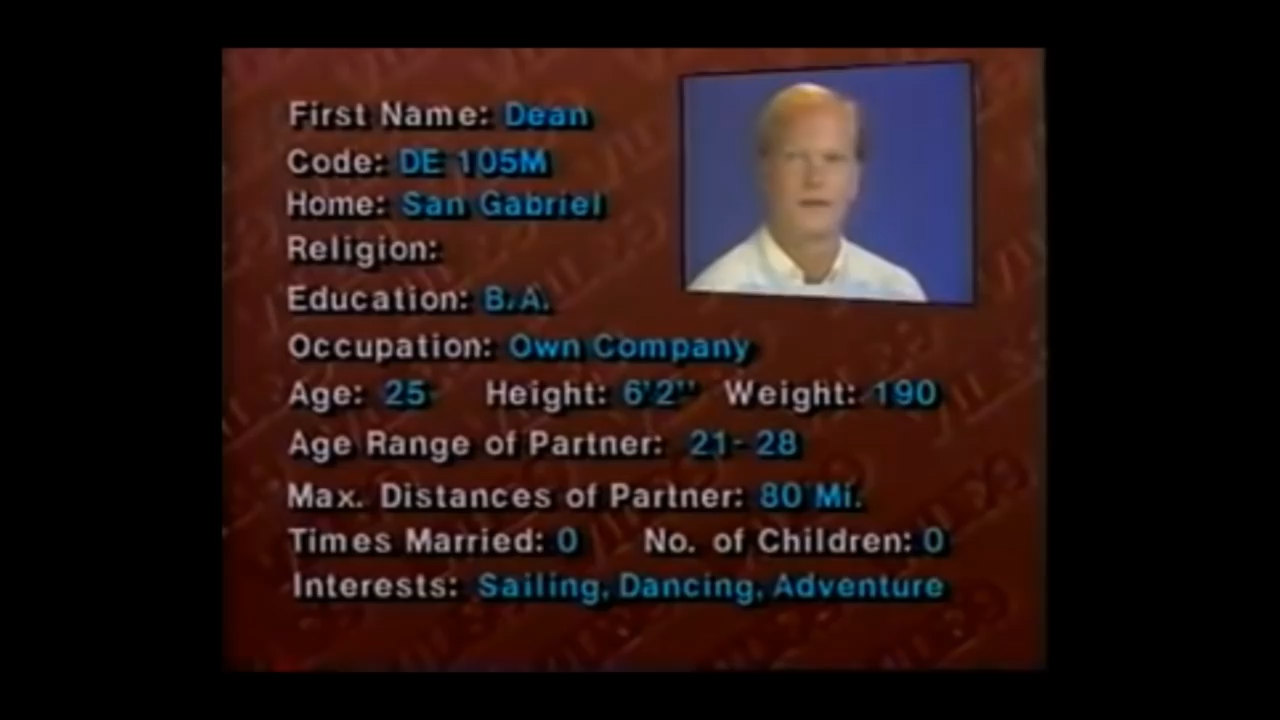 First Name: Dean
Code: DE 105M
Home: San Gabriel
Religion:
Education: B.A.
Occupation: Own Company
Age: 25 Height: 6'2" Weight: 190
Age Range of Partner: 21-28
Max. Distances of Partner: 80 Mi.
Times Married: 0 No. of Children: 0
Interests: Sailing, Dancing, Adventure